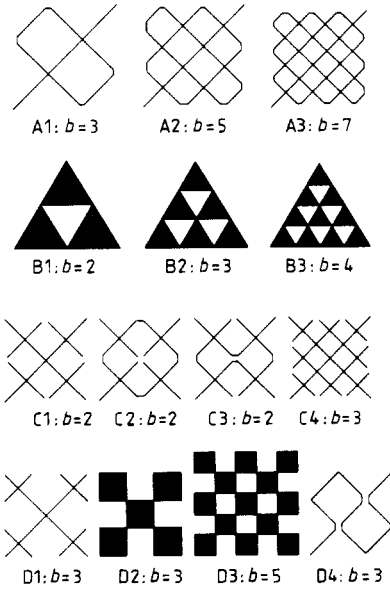 A1: b=3 A2: b=5 A3: b=7
B1: b=2 B2: b=3 B3: b=4
C1: b=2 C2: b=2 C3: b=2 C4: b=3
D1: b=3 D2: b=3 D3: b=5 D4: b=3